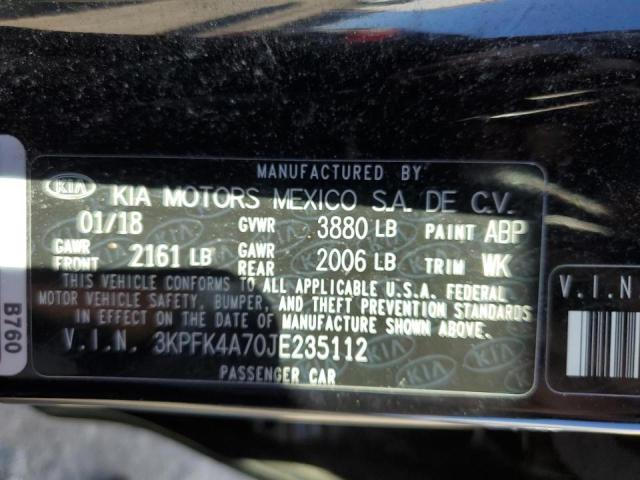 MANUFACTURED BY
KIA KIA MOTORS MEXICO S.A. DE C.V.
01/18 GVWR 3880 LB PAINT ABP
GAWR FRONT 2161 LB GAWR REAR 2006 LB TRIM WK
THIS VEHICLE CONFORMS TO ALL APPLICABLE U.S.A. FEDERAL
MOTOR VEHICLE SAFETY, BUMPER, AND THEFT PREVENTION STANDARDS
IN EFFECT ON THE DATE OF MANUFACTURE SHOWN ABOVE.
V.I.N. 3KPFK4A70JE235112
PASSENGER CAR
B760
V.I.N